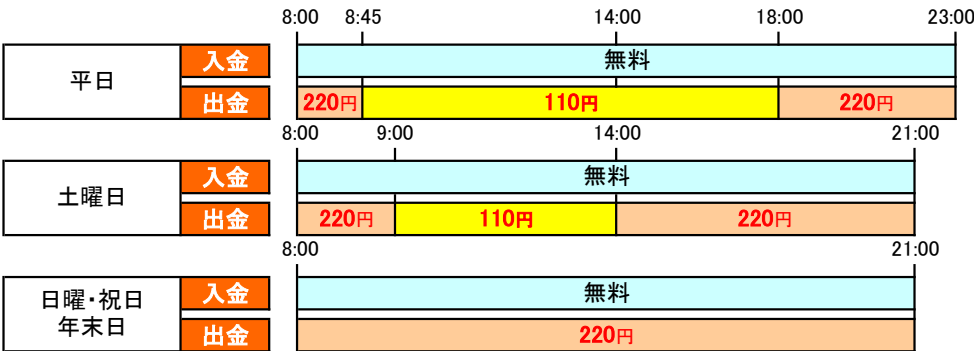 8:00 8:45 14:00 18:00 23:00
平日 入金 無料
出金 220円 110円 220円
8:00 9:00 14:00 21:00
土曜日 入金 無料
出金 220円 110円 220円
8:00 21:00
日曜・祝日 入金 無料
年末日 出金 220円